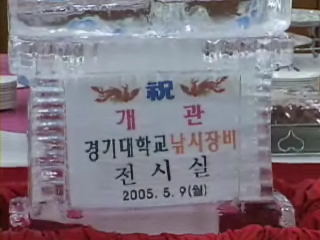 祝
개 관
경기대학교낚시장비
전 시 실
2005. 5. 9(월)